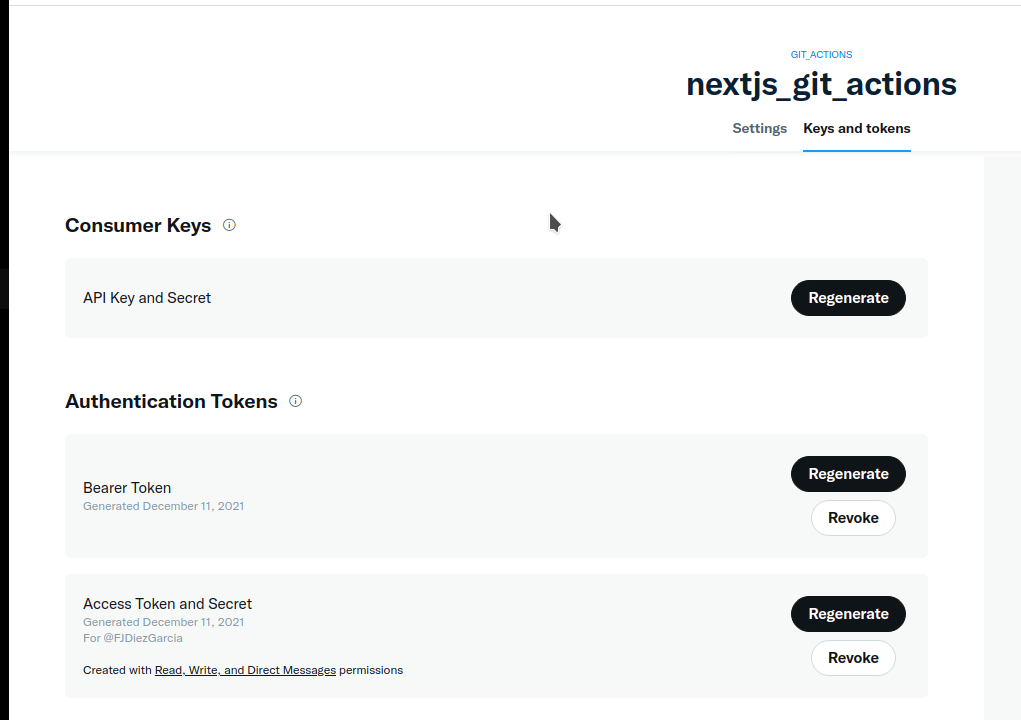 GIT_ACTIONS
nextjs_git_actions
Settings
Keys and tokens
Consumer Keys
API Key and Secret
Regenerate
Authentication Tokens
Bearer Token
Generated December 11, 2021
Regenerate
Revoke
Access Token and Secret
Generated December 11, 2021
For @FJDiezGarcia
Created with Read, Write, and Direct Messages permissions
Regenerate
Revoke